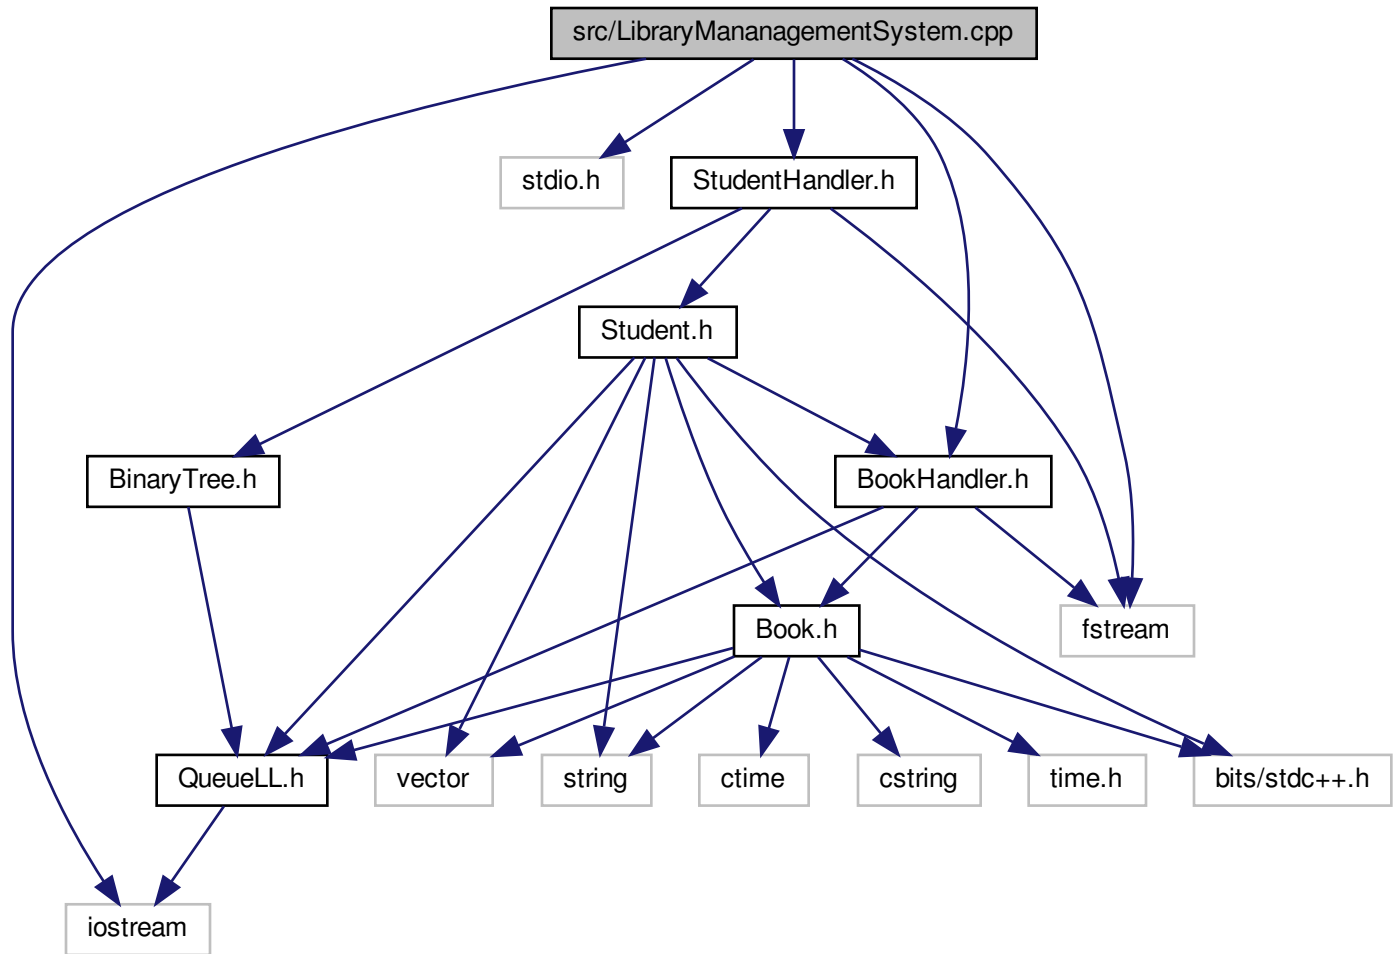 src/LibraryMananagementSystem.cpp
stdio.h
StudentHandler.h
Student.h
BinaryTree.h
BookHandler.h
Book.h
fstream
QueueLL.h
vector
string
ctime
cstring
time.h
bits/stdc++.h
iostream